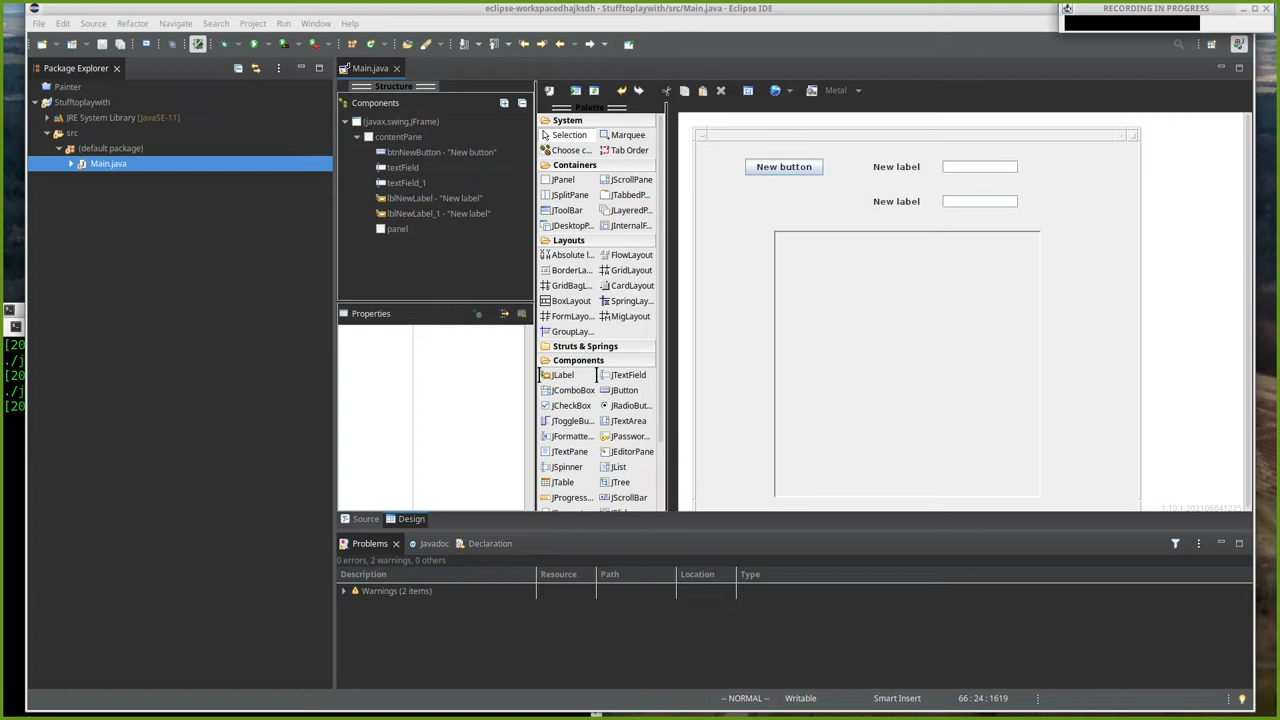 eclipse-workspacedhajksdh - Stufftoplaywith/src/Main.java - Eclipse IDE
RECORDING IN PROGRESS
File Edit Source Refactor Navigate Search Project Run Window Help
Metal
Package Explorer
Painter
Stufftoplaywith
JRE System Library [JavaSE-11]
src
(default package)
Main.java
[20
./j
[20
./j
[20
Main.java
Structure
Components
(javax.swing.JFrame)
contentPane
btnNewButton - "New button"
textField
textField_1
lblNewLabel - "New label"
lblNewLabel_1 - "New label"
panel
Properties
Palette
System
Selection Marquee
Choose c... Tab Order
Containers
JPanel JScrollPane
JSplitPane JTabbedP...
JToolBar JLayeredP...
JDesktopP... JInternalF...
Layouts
Absolute l... FlowLayout
BorderLa... GridLayout
GridBagL... CardLayout
BoxLayout SpringLay...
FormLayo... MigLayout
GroupLay...
Struts & Springs
Components
JLabel JTextField
JComboBox JButton
JCheckBox JRadioBut...
JToggleBu... JTextArea
JFormatte... JPasswor...
JTextPane JEditorPane
JSpinner JList
JTable JTree
JProgress... JScrollBar
New button New label
New label
1.10.1.202106041225
Source Design
Problems Javadoc Declaration
0 errors, 2 warnings, 0 others
Description Resource Path Location Type
Warnings (2 items)
-- NORMAL -- Writable Smart Insert 66 : 24 : 1619